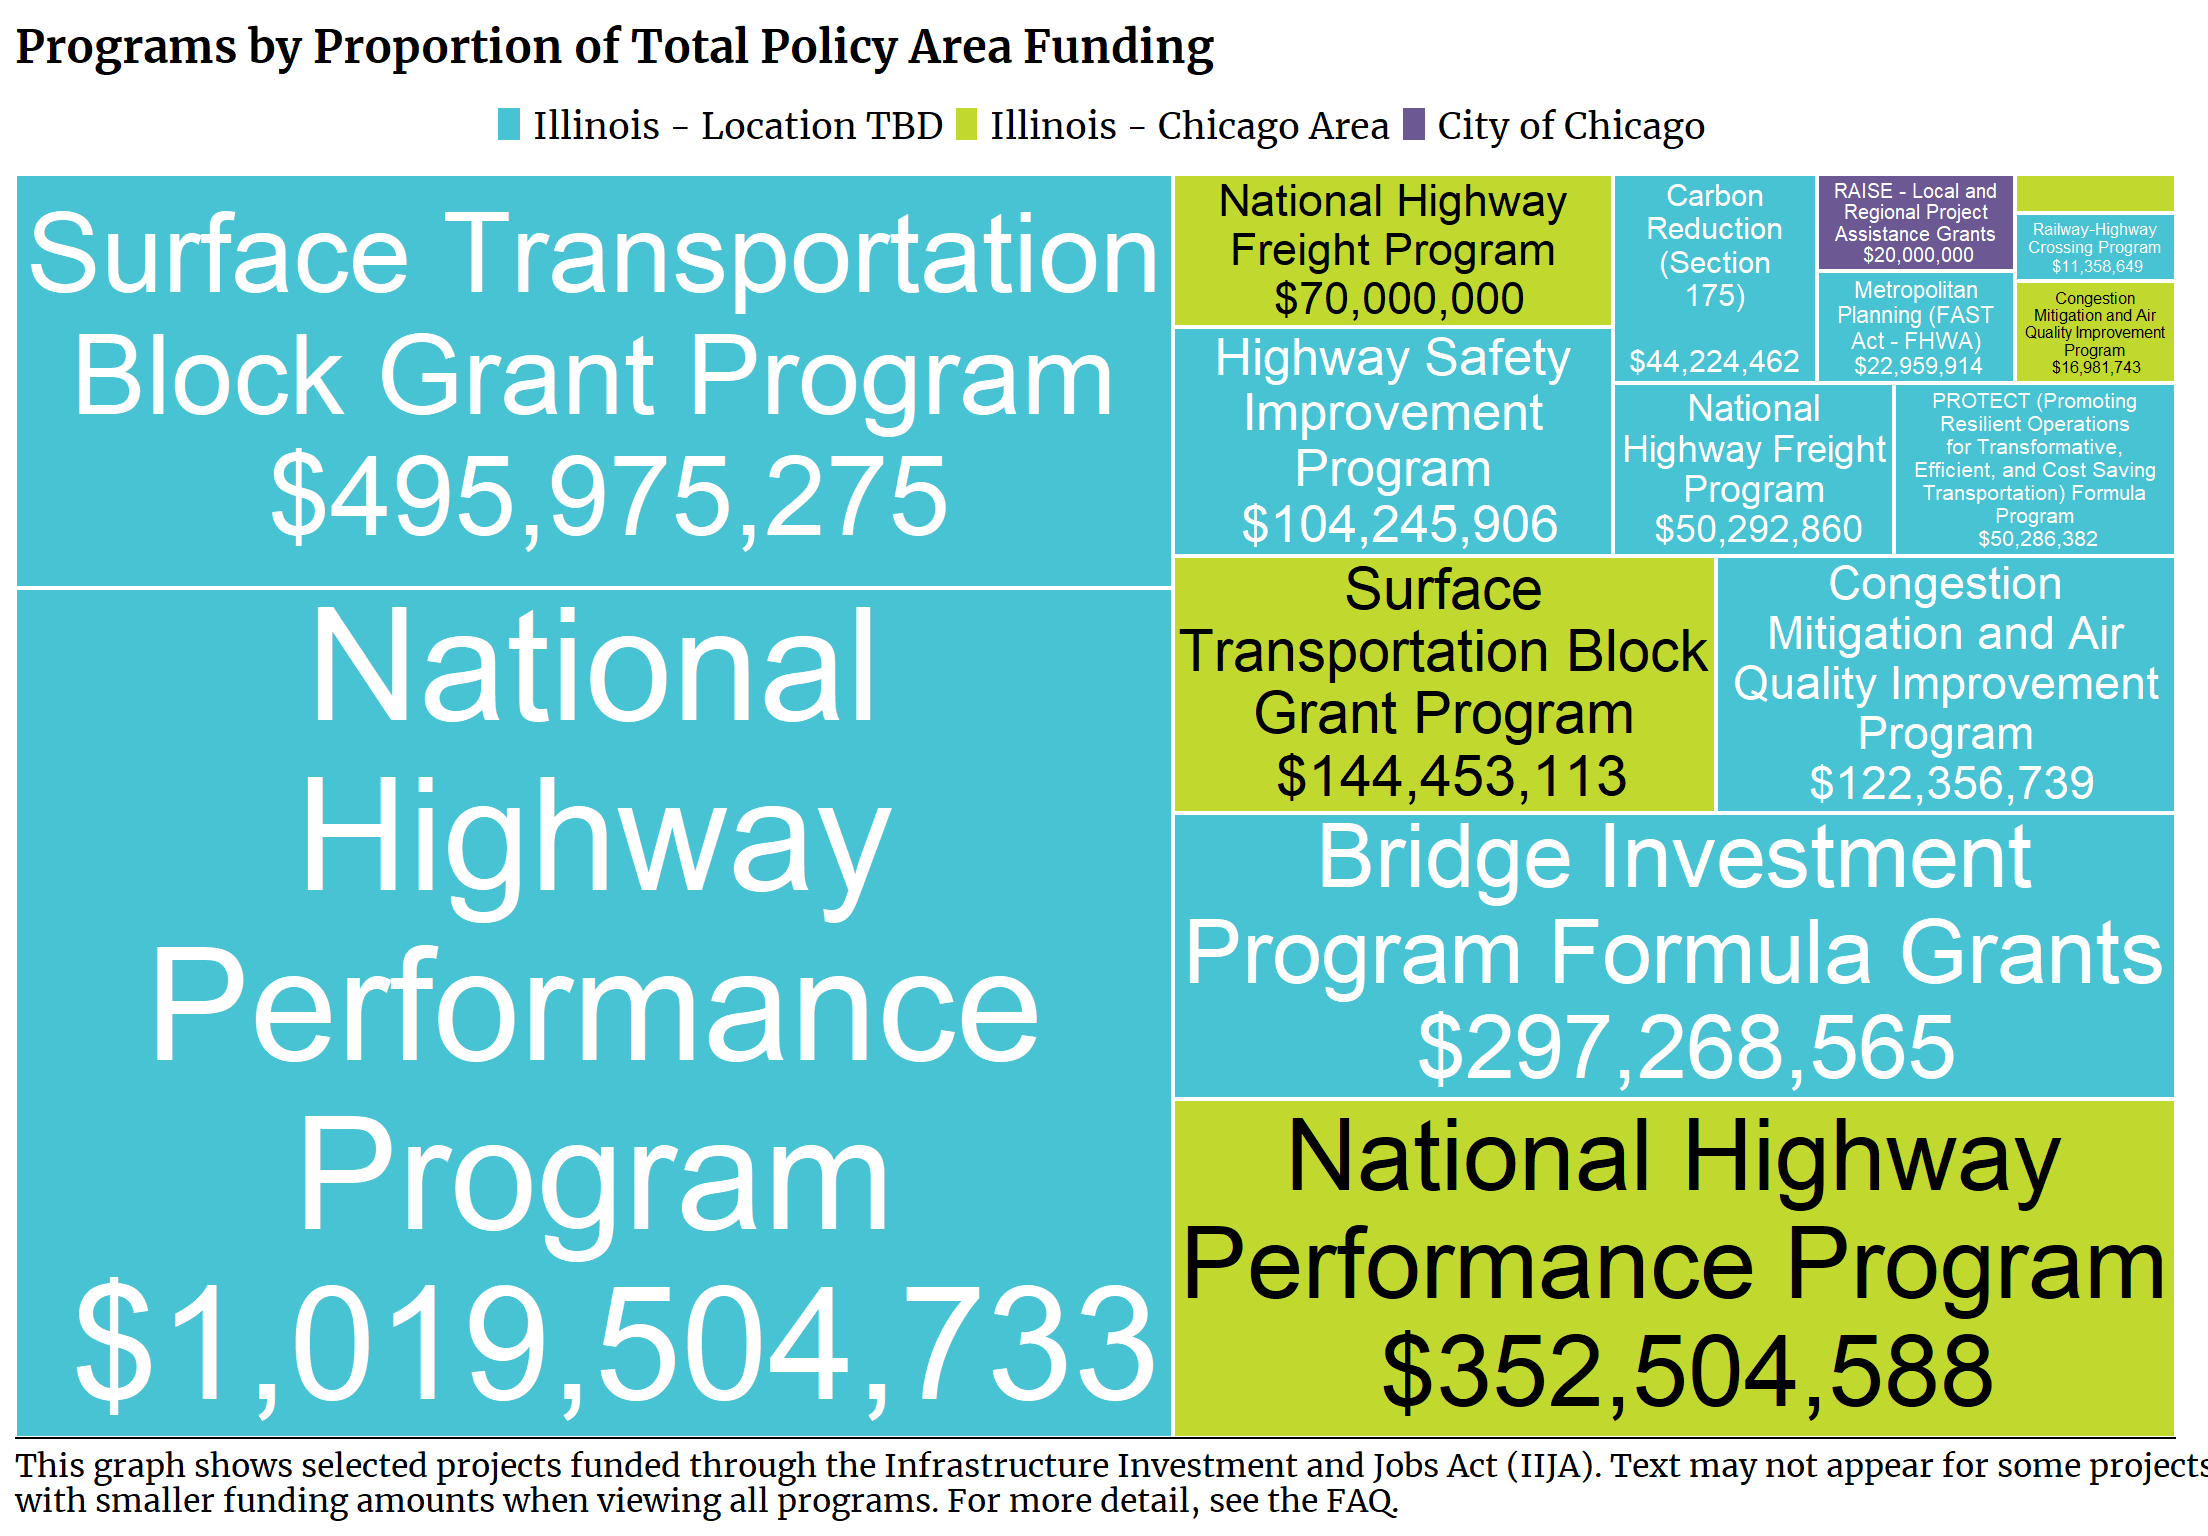 Programs by Proportion of Total Policy Area Funding
Illinois - Location TBD
Illinois - Chicago Area
City of Chicago
Surface Transportation
Block Grant Program
$495,975,275
National
Highway
Performance
Program
$1,019,504,733
National Highway
Freight Program
$70,000,000
Highway Safety
Improvement
Program
$104,245,906
Carbon
Reduction
(Section
175)
$44,224,462
RAISE - Local and
Regional Project
Assistance Grants
$20,000,000
Metropolitan
Planning (FAST
Act - FHWA)
$22,959,914
Railway-Highway
Crossing Program
$11,358,649
Congestion
Mitigation and Air
Quality Improvement
Program
$16,981,743
National
Highway Freight
Program
$50,292,860
PROTECT (Promoting
Resilient Operations
for Transformative,
Efficient, and Cost Saving
Transportation) Formula
Program
$50,286,382
Surface
Transportation Block
Grant Program
$144,453,113
Congestion
Mitigation and Air
Quality Improvement
Program
$122,356,739
Bridge Investment
Program Formula Grants
$297,268,565
National Highway
Performance Program
$352,504,588
This graph shows selected projects funded through the Infrastructure Investment and Jobs Act (IIJA). Text may not appear for some projects
with smaller funding amounts when viewing all programs. For more detail, see the FAQ.